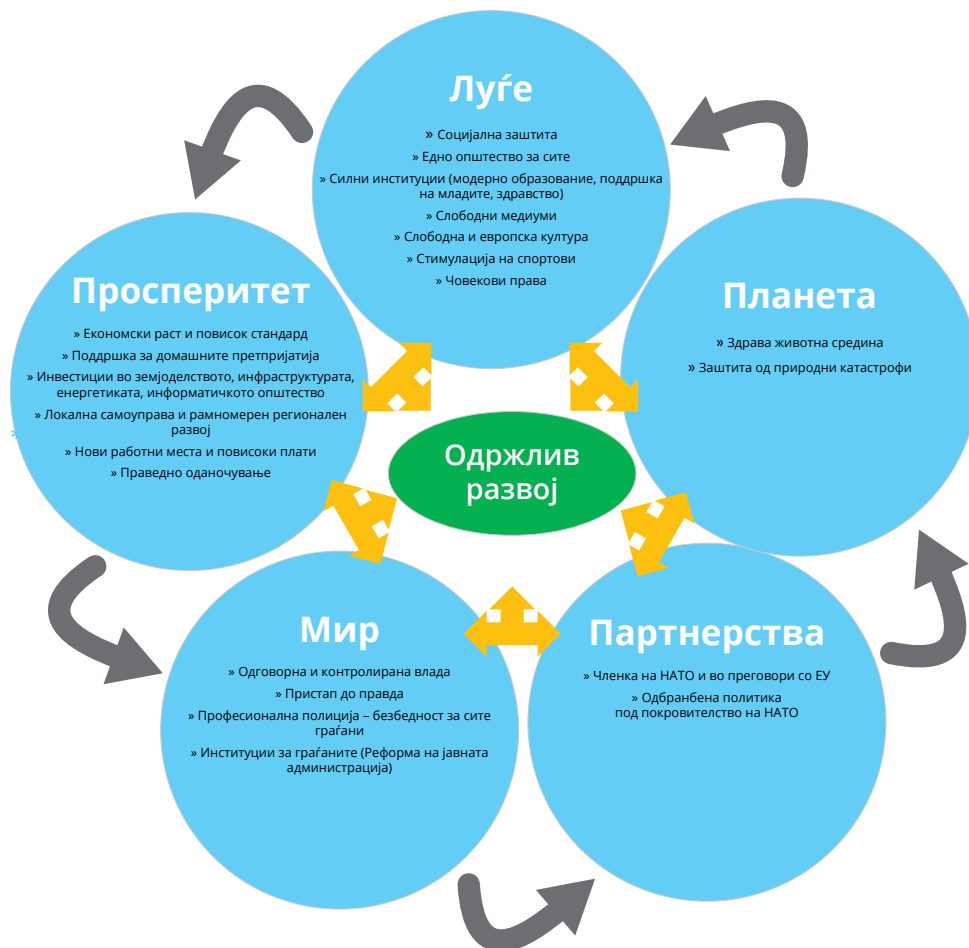 Луѓе
» Социјална заштита
» Едно општество за сите
» Силни институции (модерно образование, поддршка
на младите, здравство)
» Слободни медиуми
» Слободна и европска култура
» Стимулација на спортови
» Човекови права
Просперитет
» Економски раст и повисок стандард
» Поддршка за домашните претпријатија
» Инвестиции во земјоделството, инфраструктурата,
енергетиката, информатичкото општество
» Локална самоуправа и рамномерен регионален
развој
» Нови работни места и повисоки плати
» Праведно оданочување
Планета
» Здрава животна средина
» Заштита од природни катастрофи
Одржлив
развој
Мир
» Одговорна и контролирана влада
» Пристап до правда
» Професионална полиција – безбедност за сите
граѓани
» Институции за граѓаните (Реформа на јавната
администрација)
Партнерства
» Членка на НАТО и во преговори со ЕУ
» Одбранбена политика
под покровителство на НАТО